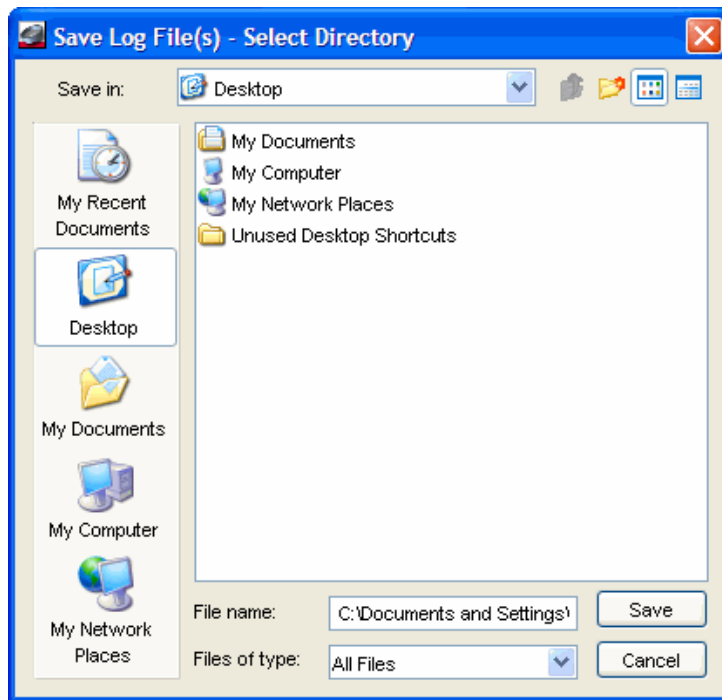 Save Log File(s) - Select Directory
Save in:
Desktop
My Recent
Documents
Desktop
My Documents
My Computer
My Network
Places
My Documents
My Computer
My Network Places
Unused Desktop Shortcuts
File name:
C:\Documents and Settings\
Save
Files of type:
All Files
Cancel